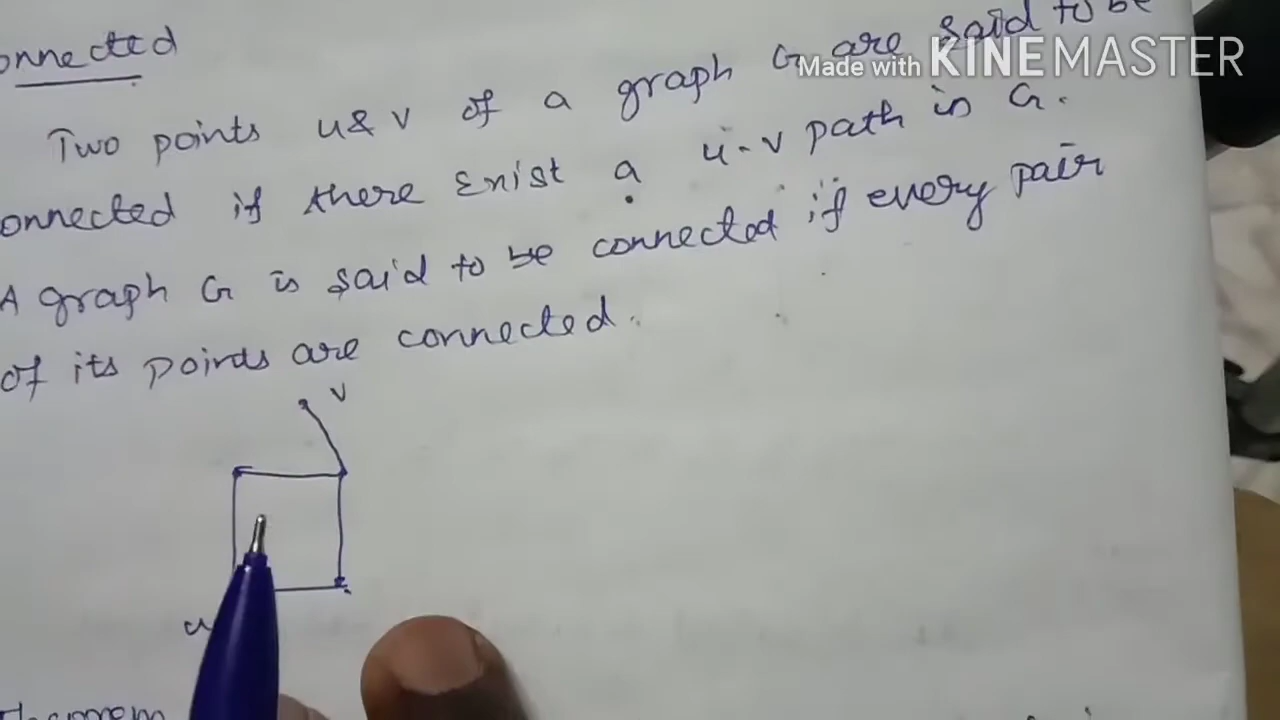 onnected
Made with KINEMASTER
Two points u & v of a graph G are said to be
onnected if there Exist a u-v path in G.
A graph G is said to be connected if every pair
of its points are connected.
v
u